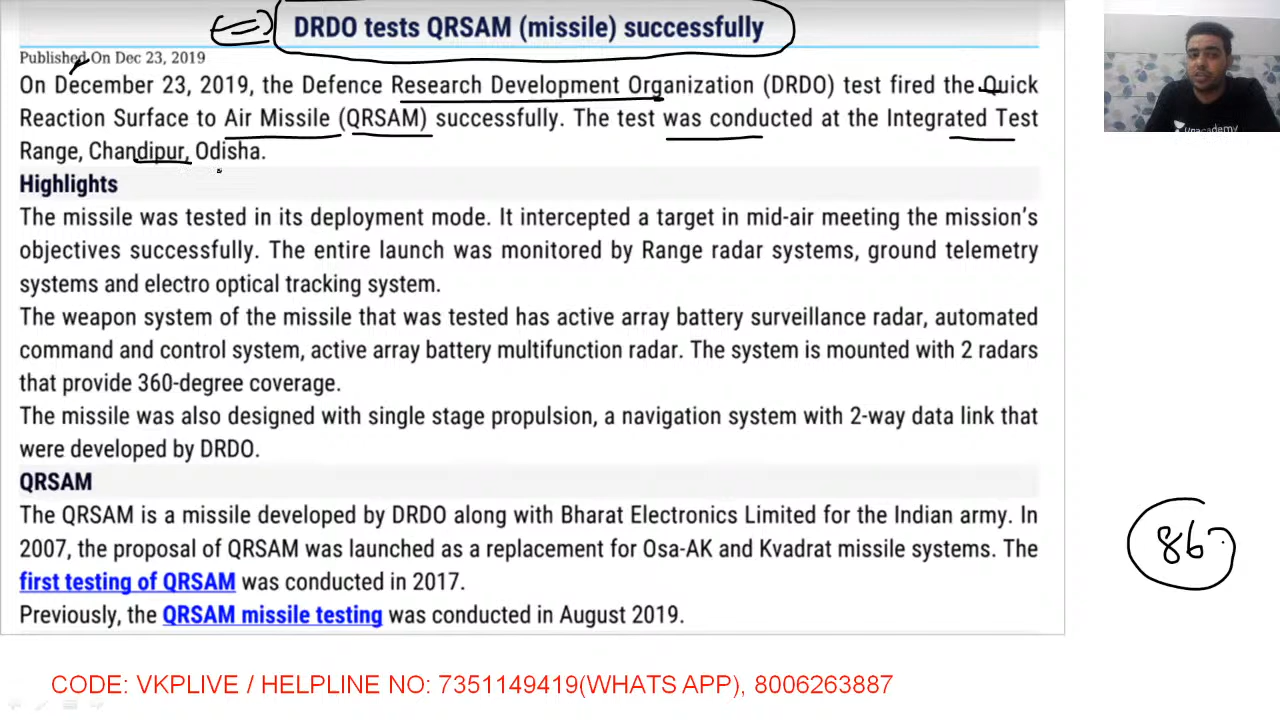 DRDO tests QRSAM (missile) successfully
Published On Dec 23, 2019
On December 23, 2019, the Defence Research Development Organization (DRDO) test fired the Quick
Reaction Surface to Air Missile (QRSAM) successfully. The test was conducted at the Integrated Test
Range, Chandipur, Odisha.
Highlights
The missile was tested in its deployment mode. It intercepted a target in mid-air meeting the mission's
objectives successfully. The entire launch was monitored by Range radar systems, ground telemetry
systems and electro optical tracking system.
The weapon system of the missile that was tested has active array battery surveillance radar, automated
command and control system, active array battery multifunction radar. The system is mounted with 2 radars
that provide 360-degree coverage.
The missile was also designed with single stage propulsion, a navigation system with 2-way data link that
were developed by DRDO.
QRSAM
The QRSAM is a missile developed by DRDO along with Bharat Electronics Limited for the Indian army. In
2007, the proposal of QRSAM was launched as a replacement for Osa-AK and Kvadrat missile systems. The
first testing of QRSAM was conducted in 2017.
Previously, the QRSAM missile testing was conducted in August 2019.
CODE: VKPLIVE / HELPLINE NO: 7351149419(WHATS APP), 8006263887